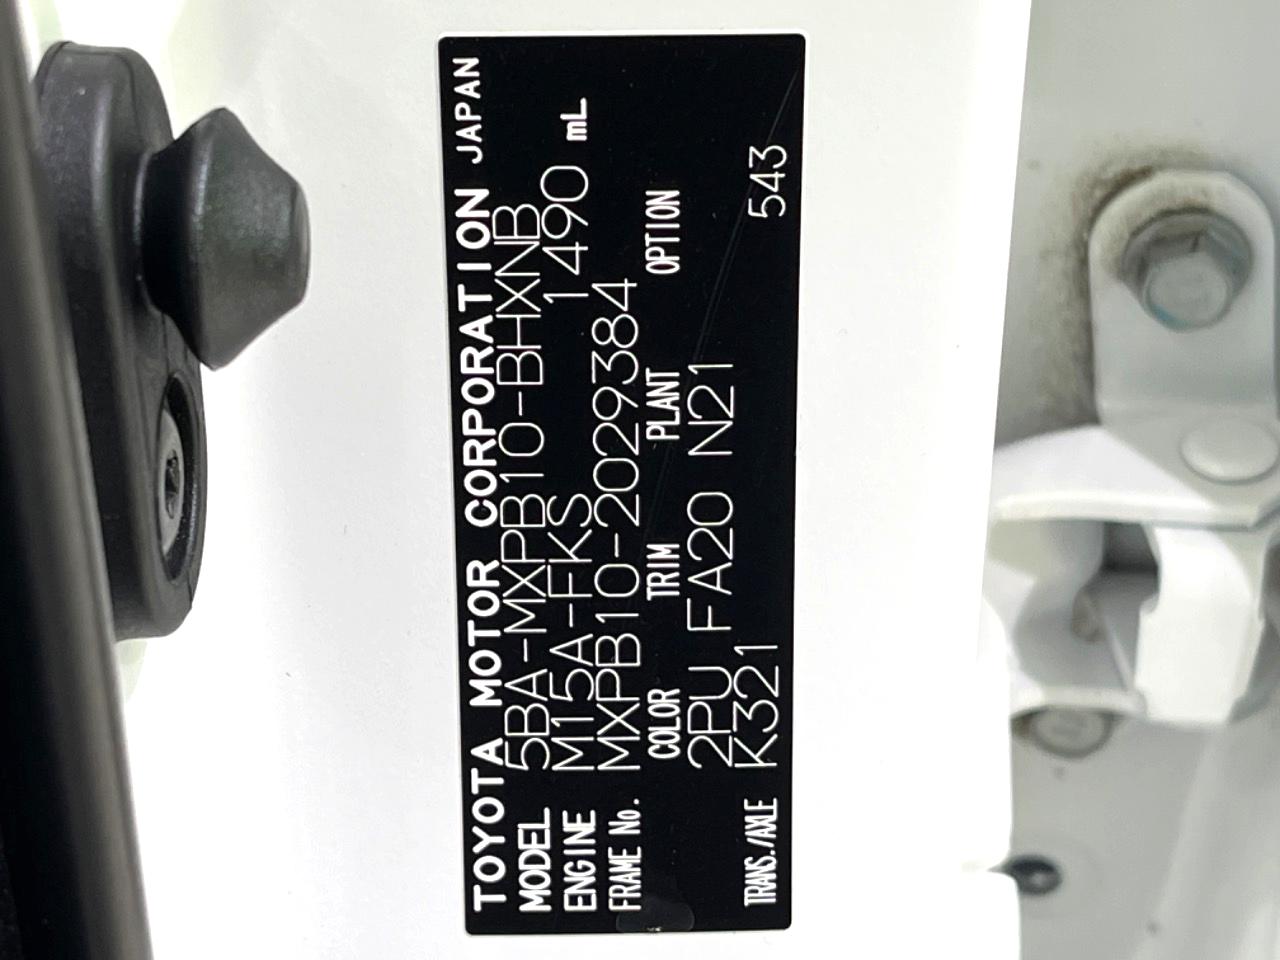 TOYOTA MOTOR CORPORATION JAPAN
MODEL 5BA-MXPB10-BHXNB
ENGINE M15A-FKS 1490 mL
FRAME No. MXPB10-2029384
COLOR TRIM PLANT OPTION
2PU FA20 N21
TRANS./AXLE K321 543